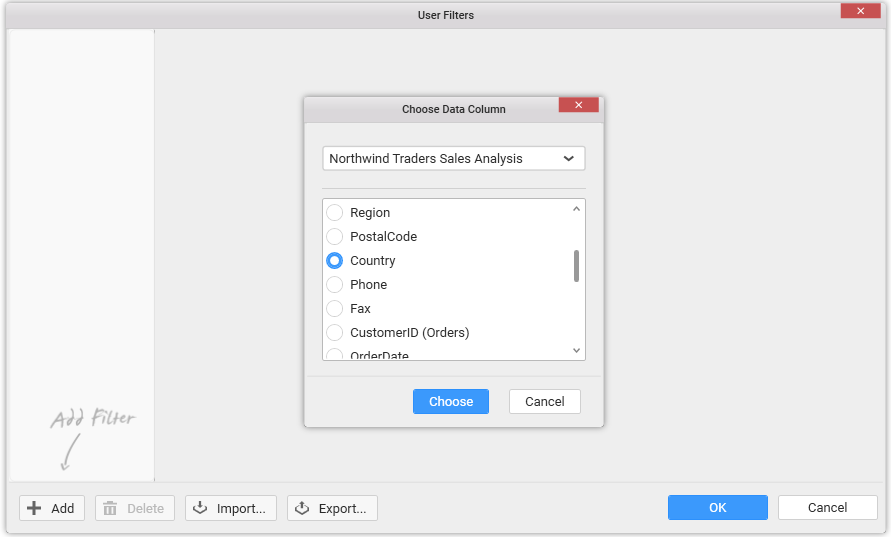 User Filters
Choose Data Column
Northwind Traders Sales Analysis
Region
PostalCode
Country
Phone
Fax
CustomerID (Orders)
OrderDate
Choose Cancel
Add Filter
Add Delete Import... Export... OK Cancel